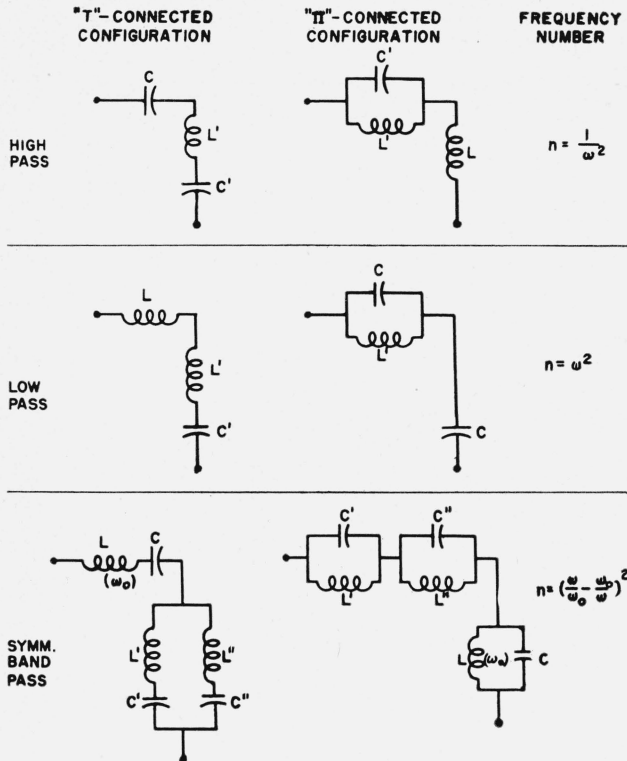 "T"-CONNECTED CONFIGURATION
"Π"-CONNECTED CONFIGURATION
FREQUENCY NUMBER
HIGH PASS
C
L'
C'
C'
L'
L
n = 1/ω²
LOW PASS
L
L'
C'
C
L'
C
n = ω²
SYMM. BAND PASS
L
(ω₀)
C
L'
C'
L"
C"
C'
L'
C"
L"
L
(ω₀)
C
n=(ω/ω₀ - ω₀/ω)²